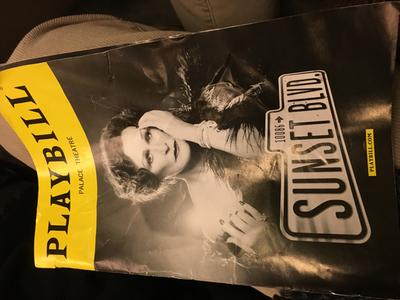 PLAYBILL
PALACE THEATRE
10086
SUNSET BLVD.
PLAYBILL.COM